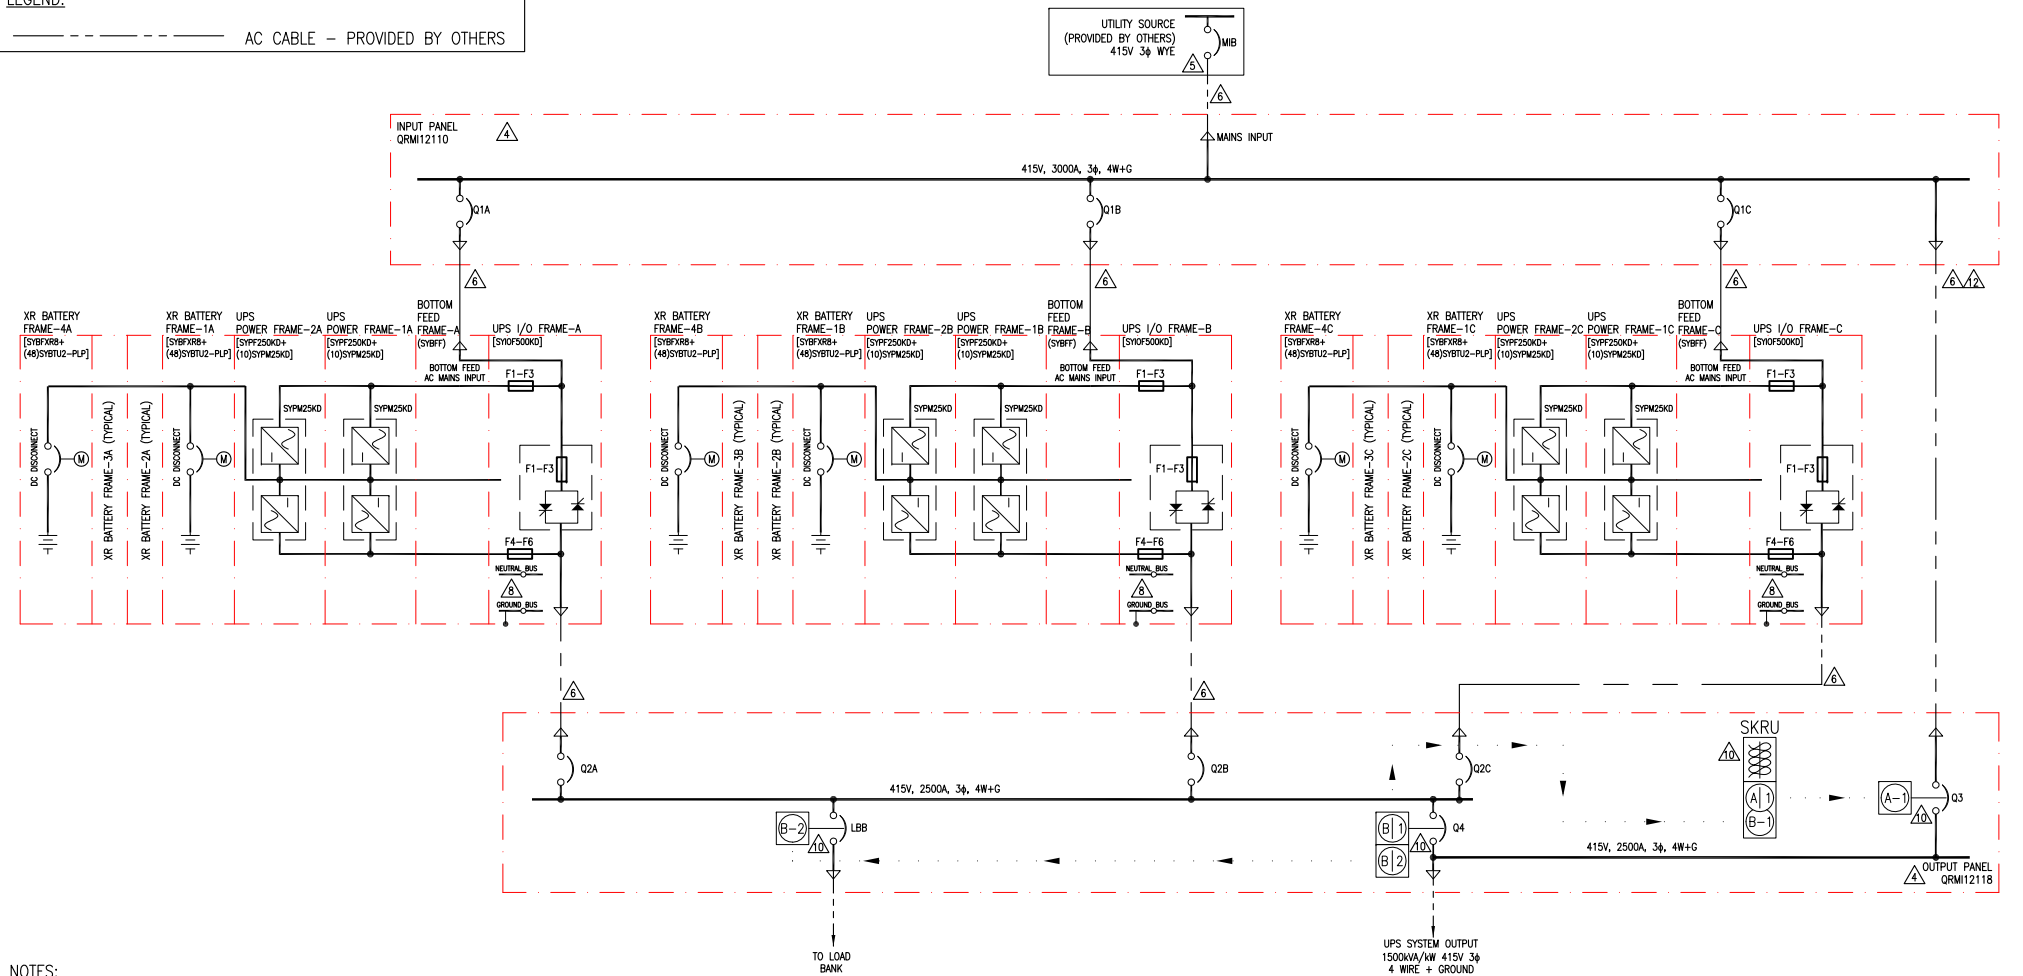 LEGEND:
AC CABLE – PROVIDED BY OTHERS
UTILITY SOURCE
(PROVIDED BY OTHERS)
415V 3ϕ WYE
MIB
5
6
INPUT PANEL
QRMI12110
4
MAINS INPUT
415V, 3000A, 3ϕ, 4W+G
Q1A
Q1B
Q1C
6
6
6
6
12
XR BATTERY
FRAME-4A
[SYBFXR8+
(48)SYBTU2-PLP]
XR BATTERY
FRAME-1A
[SYBFXR8+
(48)SYBTU2-PLP]
UPS
POWER FRAME-2A
[SYPF250KD+
(10)SYPM25KD]
UPS
POWER FRAME-1A
[SYPF250KD+
(10)SYPM25KD]
BOTTOM
FEED
FRAME-A
(SYBFF)
UPS I/O FRAME-A
[SYIOF500KD]
BOTTOM FEED
AC MAINS INPUT
F1-F3
SYPM25KD
SYPM25KD
DC DISCONNECT
M
XR BATTERY FRAME-3A (TYPICAL)
XR BATTERY FRAME-2A (TYPICAL)
DC DISCONNECT
M
F1-F3
F4-F6
NEUTRAL BUS
8
GROUND BUS
XR BATTERY
FRAME-4B
[SYBFXR8+
(48)SYBTU2-PLP]
XR BATTERY
FRAME-1B
[SYBFXR8+
(48)SYBTU2-PLP]
UPS
POWER FRAME-2B
[SYPF250KD+
(10)SYPM25KD]
UPS
POWER FRAME-1B
[SYPF250KD+
(10)SYPM25KD]
BOTTOM
FEED
FRAME-B
(SYBFF)
UPS I/O FRAME-B
[SYIOF500KD]
BOTTOM FEED
AC MAINS INPUT
F1-F3
SYPM25KD
SYPM25KD
DC DISCONNECT
M
XR BATTERY FRAME-3B (TYPICAL)
XR BATTERY FRAME-2B (TYPICAL)
DC DISCONNECT
M
F1-F3
F4-F6
NEUTRAL BUS
8
GROUND BUS
XR BATTERY
FRAME-4C
[SYBFXR8+
(48)SYBTU2-PLP]
XR BATTERY
FRAME-1C
[SYBFXR8+
(48)SYBTU2-PLP]
UPS
POWER FRAME-2C
[SYPF250KD+
(10)SYPM25KD]
UPS
POWER FRAME-1C
[SYPF250KD+
(10)SYPM25KD]
BOTTOM
FEED
FRAME-C
(SYBFF)
UPS I/O FRAME-C
[SYIOF500KD]
BOTTOM FEED
AC MAINS INPUT
F1-F3
SYPM25KD
SYPM25KD
DC DISCONNECT
M
XR BATTERY FRAME-3C (TYPICAL)
XR BATTERY FRAME-2C (TYPICAL)
DC DISCONNECT
M
F1-F3
F4-F6
NEUTRAL BUS
8
GROUND BUS
6
6
6
Q2A
Q2B
Q2C
SKRU
10
A 1
B-1
A-1
Q3
10
415V, 2500A, 3ϕ, 4W+G
B-2
LBB
10
B 1
B 2
Q4
10
415V, 2500A, 3ϕ, 4W+G
4
OUTPUT PANEL
QRMI12118
TO LOAD
BANK
UPS SYSTEM OUTPUT
1500kVA/kW 415V 3ϕ
4 WIRE + GROUND
NOTES: